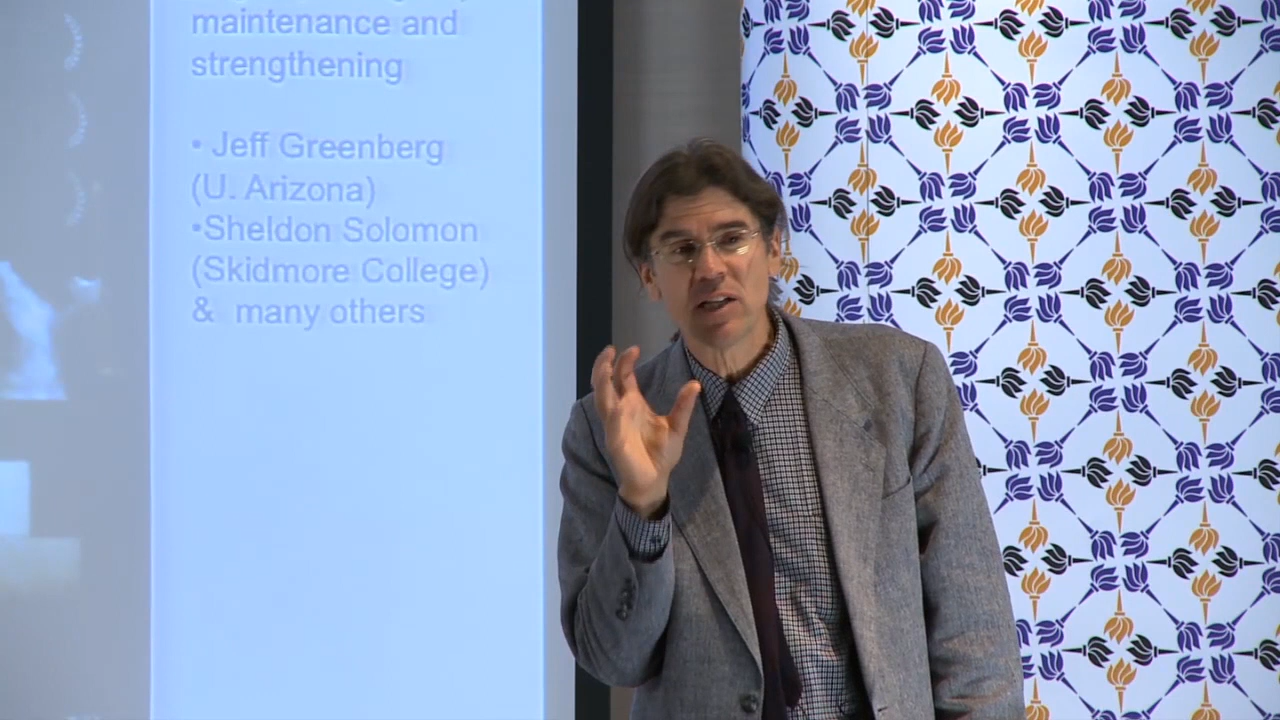 maintenance and
strengthening
• Jeff Greenberg
(U. Arizona)
•Sheldon Solomon
(Skidmore College)
& many others